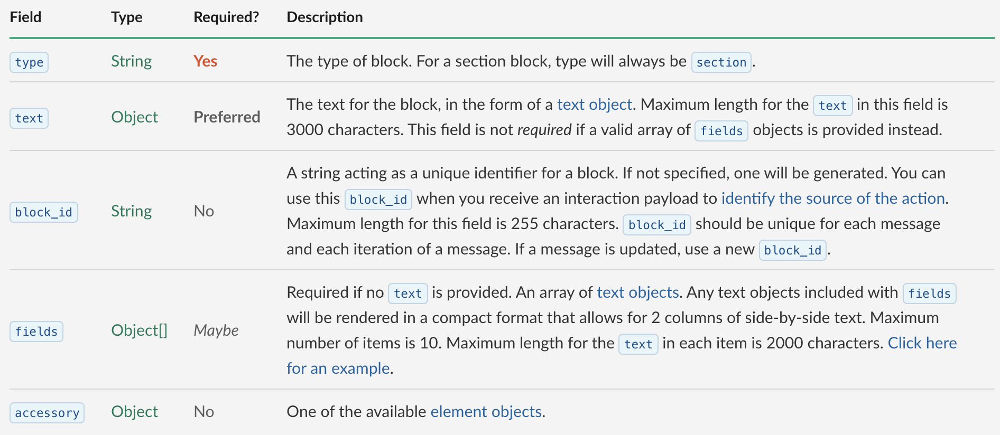 Field Type Required? Description
type String Yes The type of block. For a section block, type will always be section.
The text for the block, in the form of a text object. Maximum length for the text in this field is
text Object Preferred
3000 characters. This field is not required if a valid array of fields objects is provided instead.
A string acting as a unique identifier for a block. If not specified, one will be generated. You can
use this block_id when you receive an interaction payload to identify the source of the action.
block_id String No
Maximum length for this field is 255 characters. block_id should be unique for each message
and each iteration of a message. If a message is updated, use a new block_id.
Required if no text is provided. An array of text objects. Any text objects included with fields
will be rendered in a compact format that allows for 2 columns of side-by-side text. Maximum
fields Object[] Maybe
number of items is 10. Maximum length for the text in each item is 2000 characters. Click here
for an example.
accessory Object No One of the available element objects.